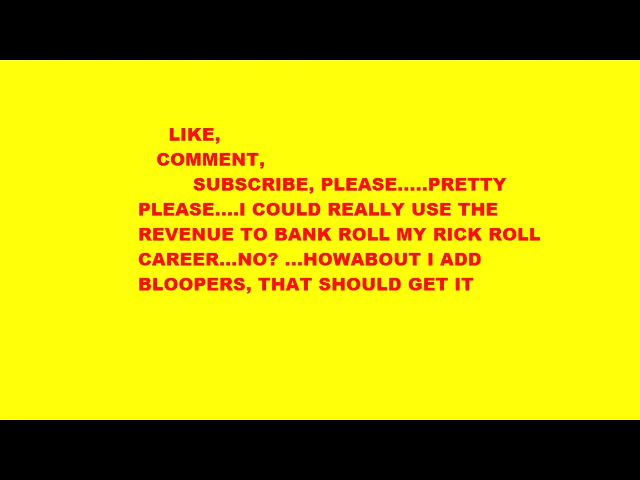 LIKE,
COMMENT,
SUBSCRIBE, PLEASE.....PRETTY
PLEASE....I COULD REALLY USE THE
REVENUE TO BANK ROLL MY RICK ROLL
CAREER...NO? ...HOWABOUT I ADD
BLOOPERS, THAT SHOULD GET IT